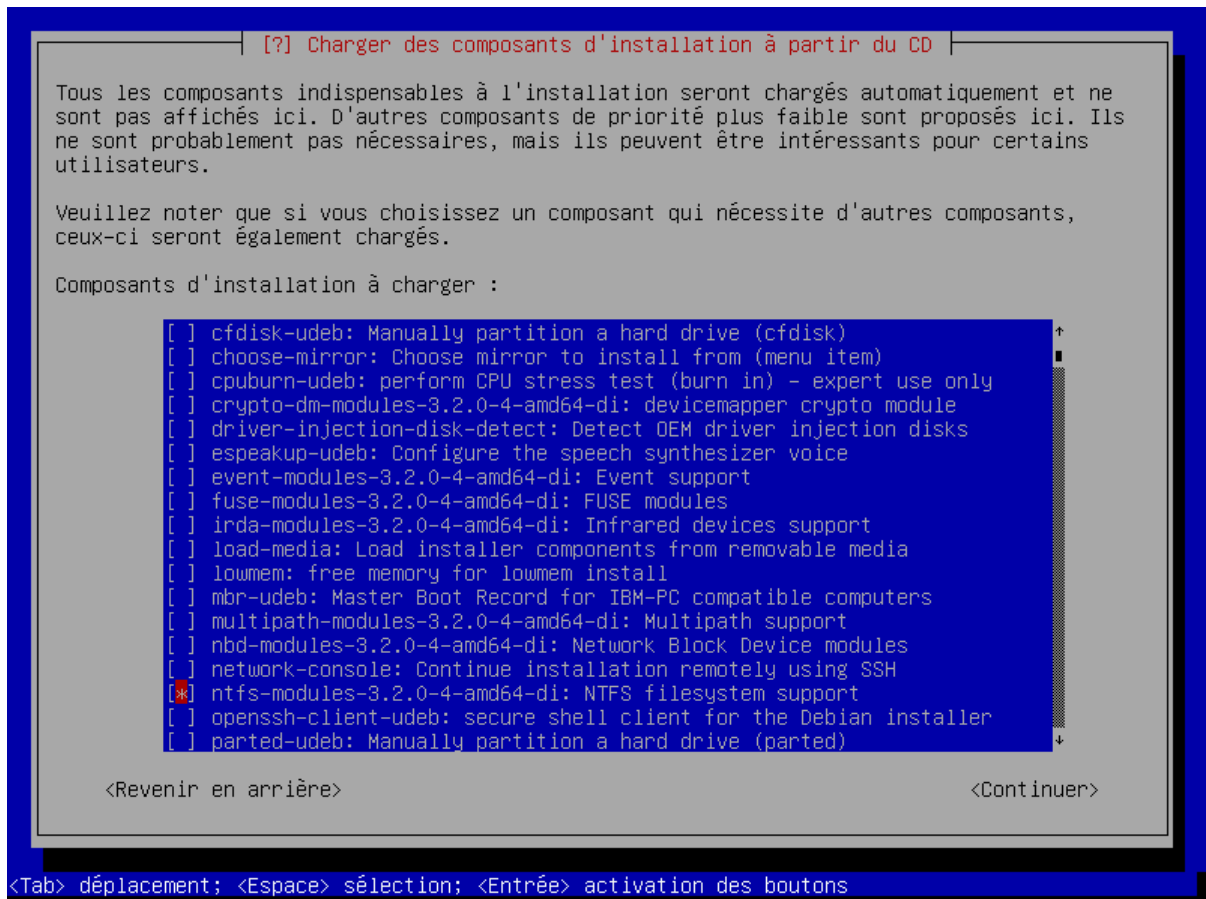 [?] Charger des composants d'installation à partir du CD
Tous les composants indispensables à l'installation seront chargés automatiquement et ne
sont pas affichés ici. D'autres composants de priorité plus faible sont proposés ici. Ils
ne sont probablement pas nécessaires, mais ils peuvent être intéressants pour certains
utilisateurs.
Veuillez noter que si vous choisissez un composant qui nécessite d'autres composants,
ceux-ci seront également chargés.
Composants d'installation à charger :
[ ] cfdisk-udeb: Manually partition a hard drive (cfdisk)
[ ] choose-mirror: Choose mirror to install from (menu item)
[ ] cpuburn-udeb: perform CPU stress test (burn in) - expert use only
[ ] crypto-dm-modules-3.2.0-4-amd64-di: devicemapper crypto module
[ ] driver-injection-disk-detect: Detect OEM driver injection disks
[ ] espeakup-udeb: Configure the speech synthesizer voice
[ ] event-modules-3.2.0-4-amd64-di: Event support
[ ] fuse-modules-3.2.0-4-amd64-di: FUSE modules
[ ] irda-modules-3.2.0-4-amd64-di: Infrared devices support
[ ] load-media: Load installer components from removable media
[ ] lowmem: free memory for lowmem install
[ ] mbr-udeb: Master Boot Record for IBM-PC compatible computers
[ ] multipath-modules-3.2.0-4-amd64-di: Multipath support
[ ] nbd-modules-3.2.0-4-amd64-di: Network Block Device modules
[ ] network-console: Continue installation remotely using SSH
[*] ntfs-modules-3.2.0-4-amd64-di: NTFS filesystem support
[ ] openssh-client-udeb: secure shell client for the Debian installer
[ ] parted-udeb: Manually partition a hard drive (parted)
<Revenir en arrière> <Continuer>
<Tab> déplacement; <Espace> sélection; <Entrée> activation des boutons